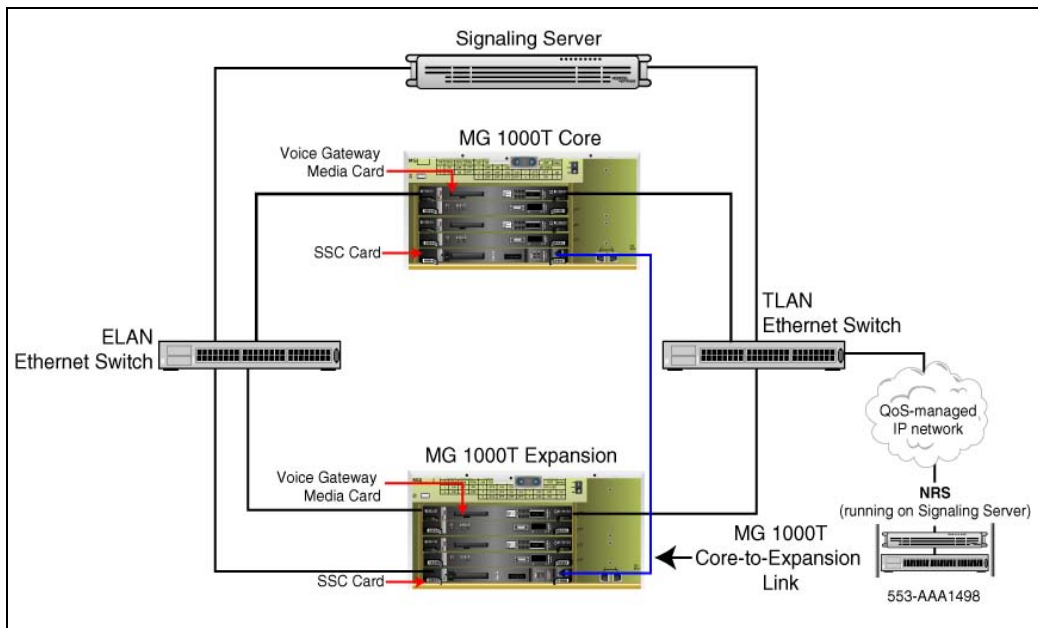 Signaling Server
MG 1000T Core
Voice Gateway
Media Card
SSC Card
ELAN
Ethernet Switch
TLAN
Ethernet Switch
QoS-managed
IP network
MG 1000T Expansion
Voice Gateway
Media Card
SSC Card
MG 1000T
Core-to-Expansion
Link
NRS
(running on Signaling Server)
553-AAA1498